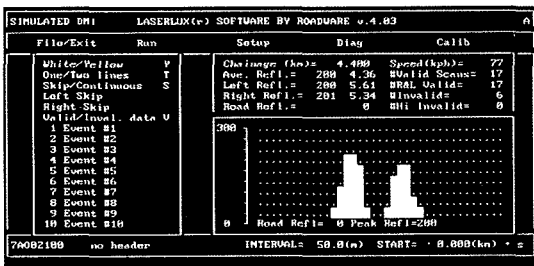 SIMULATED DMI LASERLUX(r) SOFTWARE BY ROADWARE v.4.03 A
File/Exit Run Setup Diag Calib
White/Yellow Y
One/Two lines T
Skip/Continuous S
Left Skip
Right Skip
Valid/Inval. data V
1 Event #1
2 Event #2
3 Event #3
4 Event #4
5 Event #5
6 Event #6
7 Event #7
8 Event #8
9 Event #9
10 Event #10
Chainage (km)= 4.400 Speed(kph)= 77
Ave. Refl.= 200 4.36 #Valid Scans= 17
Left Refl.= 200 5.61 #R&L Valid= 17
Right Refl.= 201 5.34 #Invalid= 6
Road Refl.= 0 #Hi Invalid= 0
300
0
Road Refl= 0 Peak Refl=200
7A002100 no header INTERVAL= 50.0(m) START= 0.000(km) + s